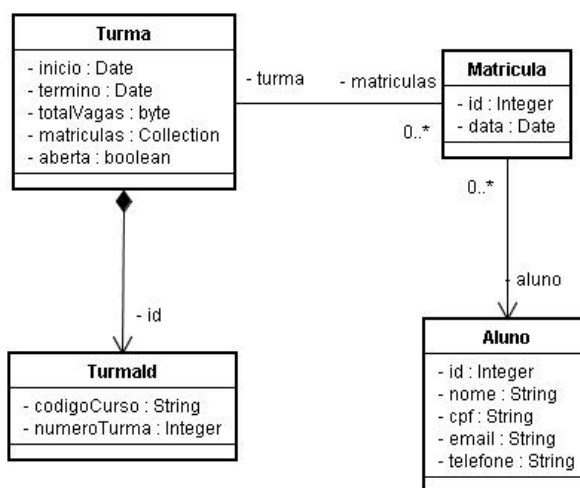 Turma
- inicio : Date
- termino : Date
- totalVagas : byte
- matriculas : Collection
- aberta : boolean
- turma
- matriculas
0..*
Matricula
- id : Integer
- data : Date
0..*
- aluno
- id
TurmaId
- codigoCurso : String
- numeroTurma : Integer
Aluno
- id : Integer
- nome : String
- cpf : String
- email : String
- telefone : String